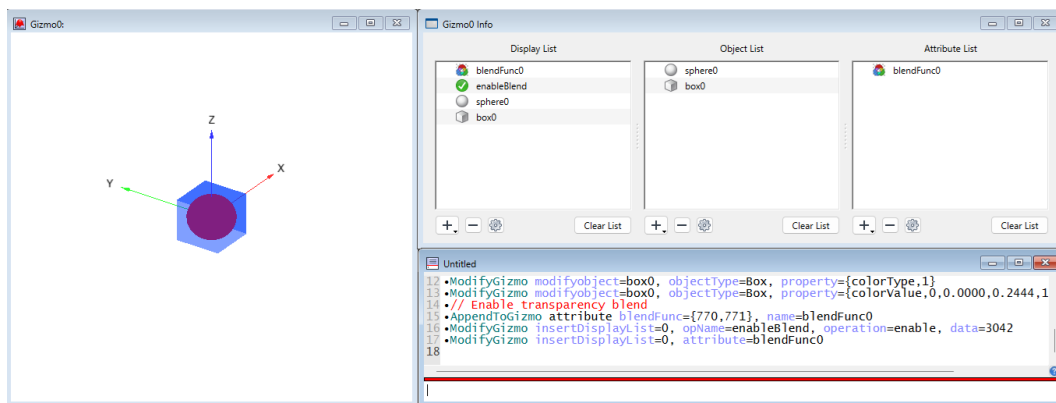 Gizmo0:
Z
X
Y
Gizmo0 Info
Display List
Object List
Attribute List
blendFunc0
enableBlend
sphere0
box0
sphere0
box0
blendFunc0
Clear List
Clear List
Clear List
Untitled
12 •ModifyGizmo modifyobject=box0, objectType=Box, property={colorType,1}
13 •ModifyGizmo modifyobject=box0, objectType=Box, property={colorValue,0,0.0000,0.2444,1
14 •// Enable transparency blend
15 •AppendToGizmo attribute blendFunc={770,771}, name=blendFunc0
16 •ModifyGizmo insertDisplayList=0, opName=enableBlend, operation=enable, data=3042
17 •ModifyGizmo insertDisplayList=0, attribute=blendFunc0
18